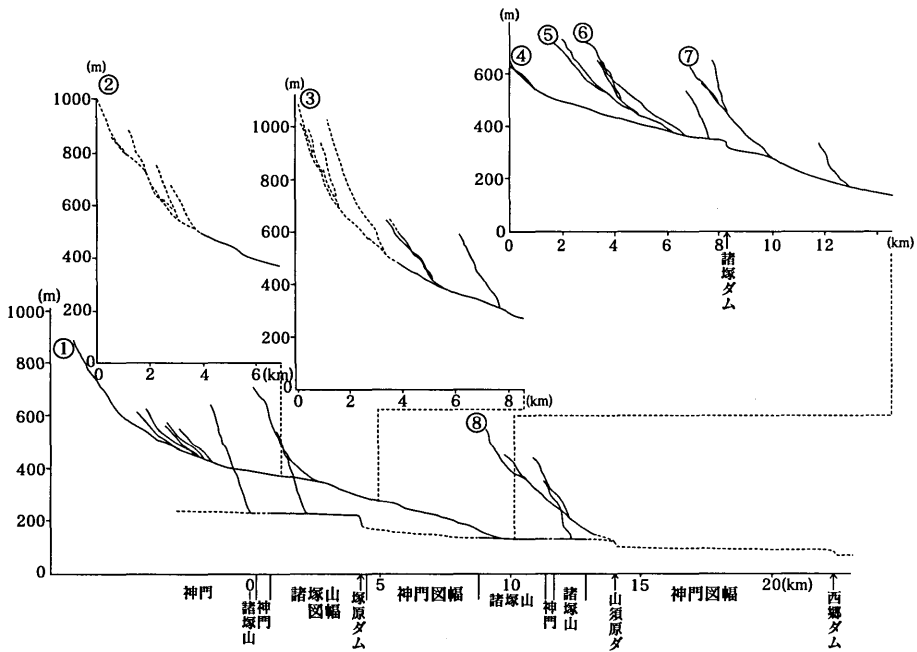 (m)
②
1000
800
600
400
200
0
0 2 4 6 (km)
(m)
③
1000
800
600
400
200
0
0 2 4 6 8 (km)
(m)
④ ⑤ ⑥ ⑦
600
400
200
0
0 2 4 6 8 10 12 (km)
諸塚ダム
(m)
①
1000
800
600
400
200
0
⑧
0 5 10 15 20(km)
神門
諸塚山
神門
諸塚山図幅
塚原ダム
神門図幅
諸塚山
神門
諸塚山
山須原ダム
神門図幅
西郷ダム